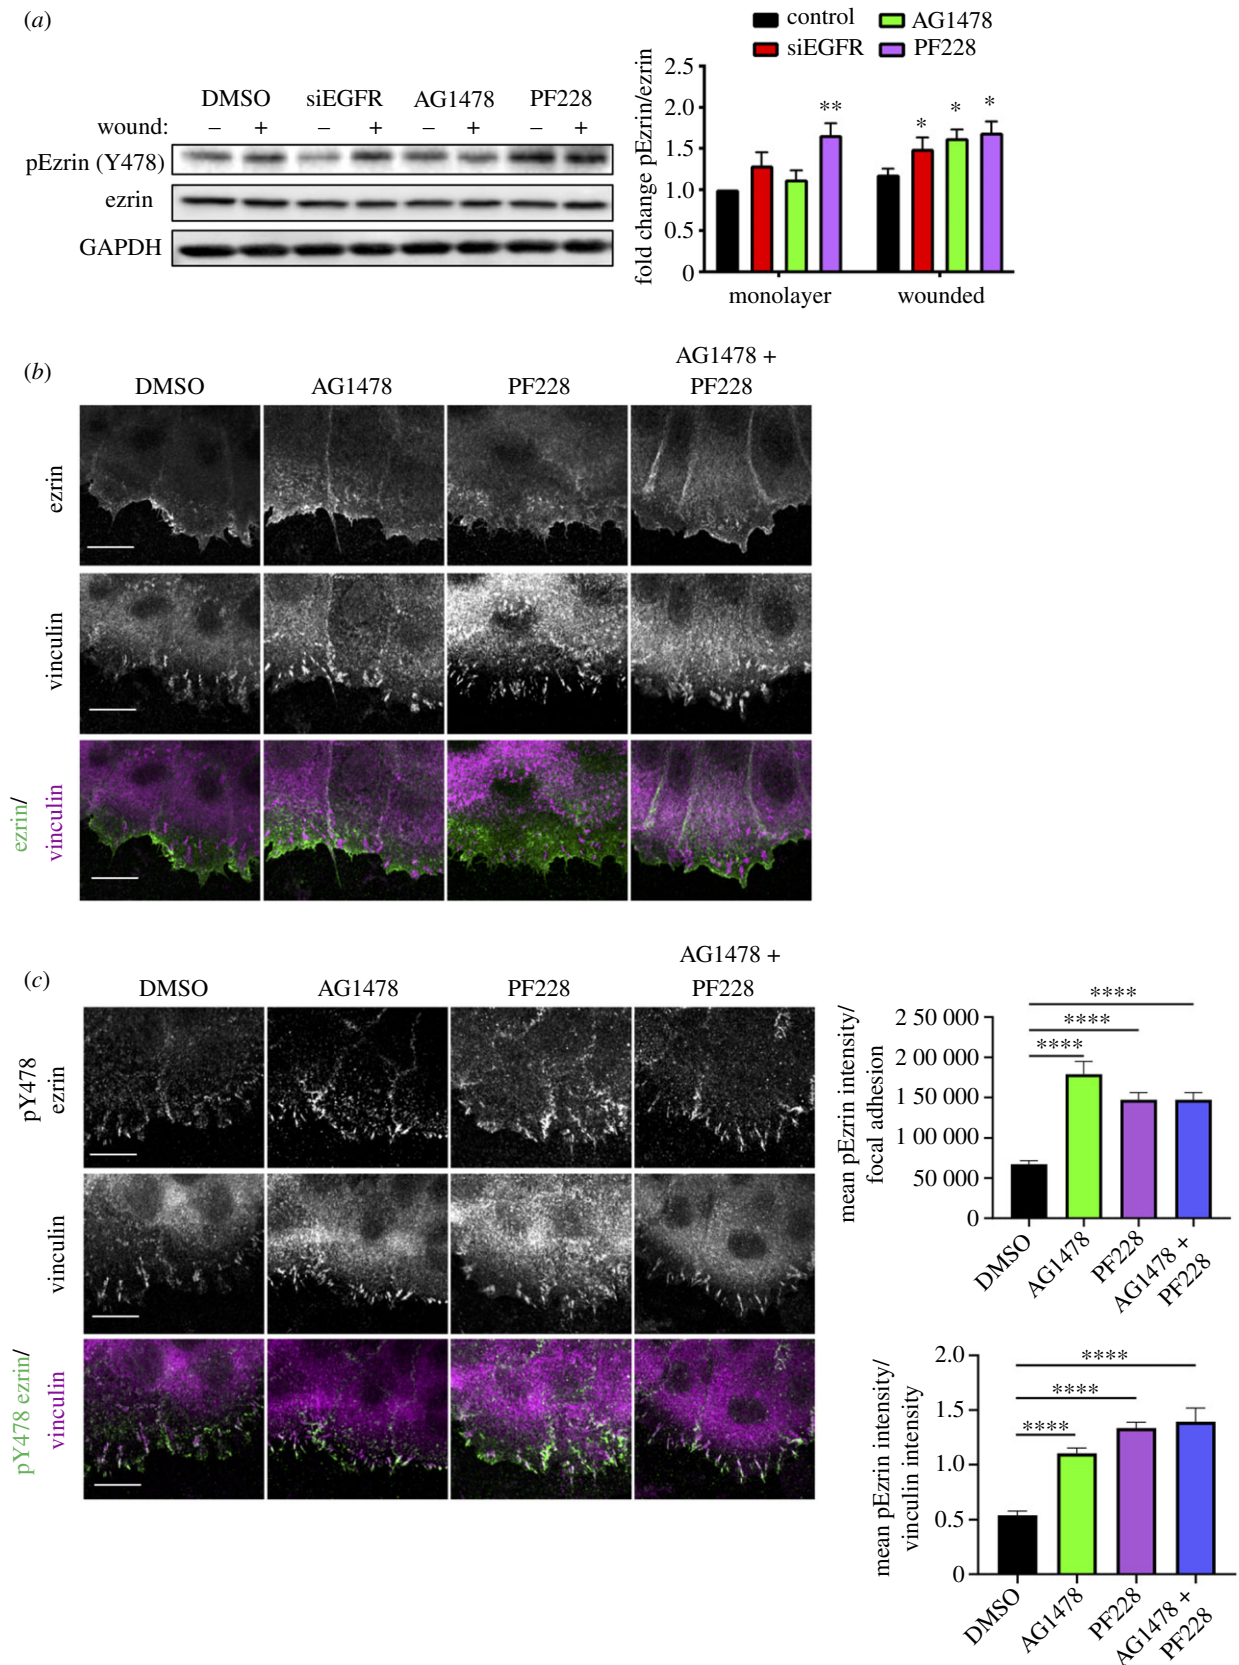 (a)
control
AG1478
siEGFR
PF228
DMSO siEGFR AG1478 PF228
wound: – + – + – + – +
pEzrin (Y478)
ezrin
GAPDH
fold change pEzrin/ezrin
2.5
2.0
1.5
1.0
0.5
0
**
*
*
*
monolayer
wounded
(b)
DMSO
AG1478
PF228
AG1478 +
PF228
ezrin
vinculin
ezrin/
vinculin
(c)
DMSO
AG1478
PF228
AG1478 +
PF228
pY478
ezrin
vinculin
pY478 ezrin/
vinculin
mean pEzrin intensity/
focal adhesion
2 50 000
2 00 000
1 50 000
1 00 000
50 000
0
****
****
****
DMSO
AG1478
PF228
AG1478 +
PF228
mean pEzrin intensity/
vinculin intensity
2.0
1.5
1.0
0.5
0
****
****
****
DMSO
AG1478
PF228
AG1478 +
PF228